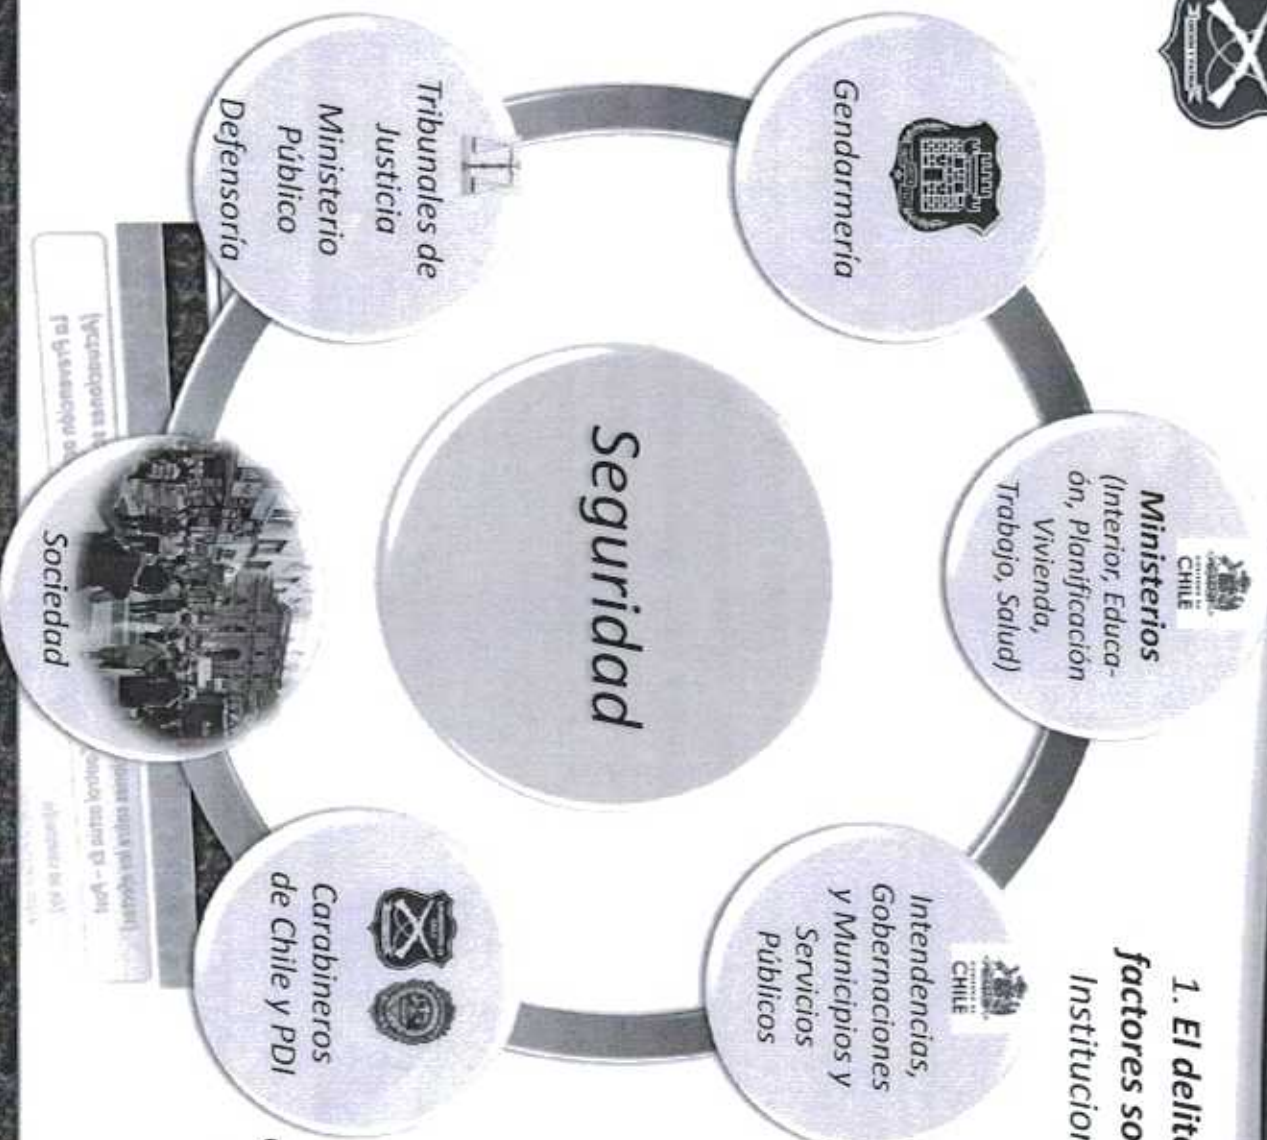 1. El delit
factores so
Institucion
CHILE
Ministerios
(Interior, Educa-
ón, Planificación
Vivienda,
Trabajo, Salud)
CHILE
Intendencias,
Gobernaciones
y Municipios y
Servicios
Públicos
Carabineros
de Chile y PDI
Sociedad
Tribunales de
Justicia
Ministerio
Público
Defensoría
Gendarmería
Seguridad